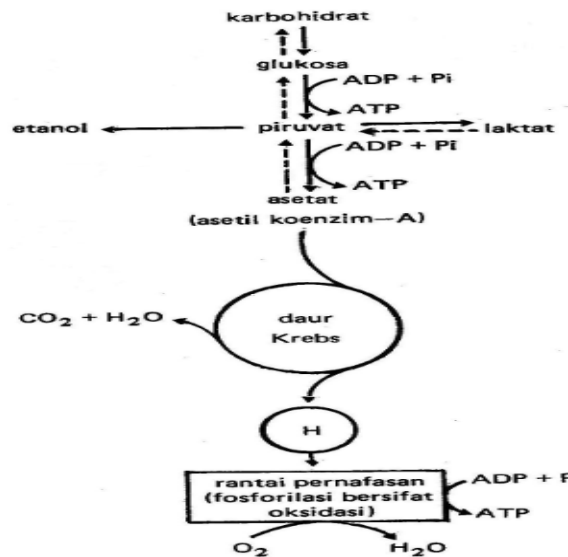 karbohidrat
glukosa
ADP + Pi
ATP
etanol
piruvat
laktat
ADP + Pi
ATP
asetat
(asetil koenzim—A)
CO₂ + H₂O
daur
Krebs
H
rantai pernafasan
(fosforilasi bersifat
oksidasi)
ADP + P
ATP
O₂
H₂O